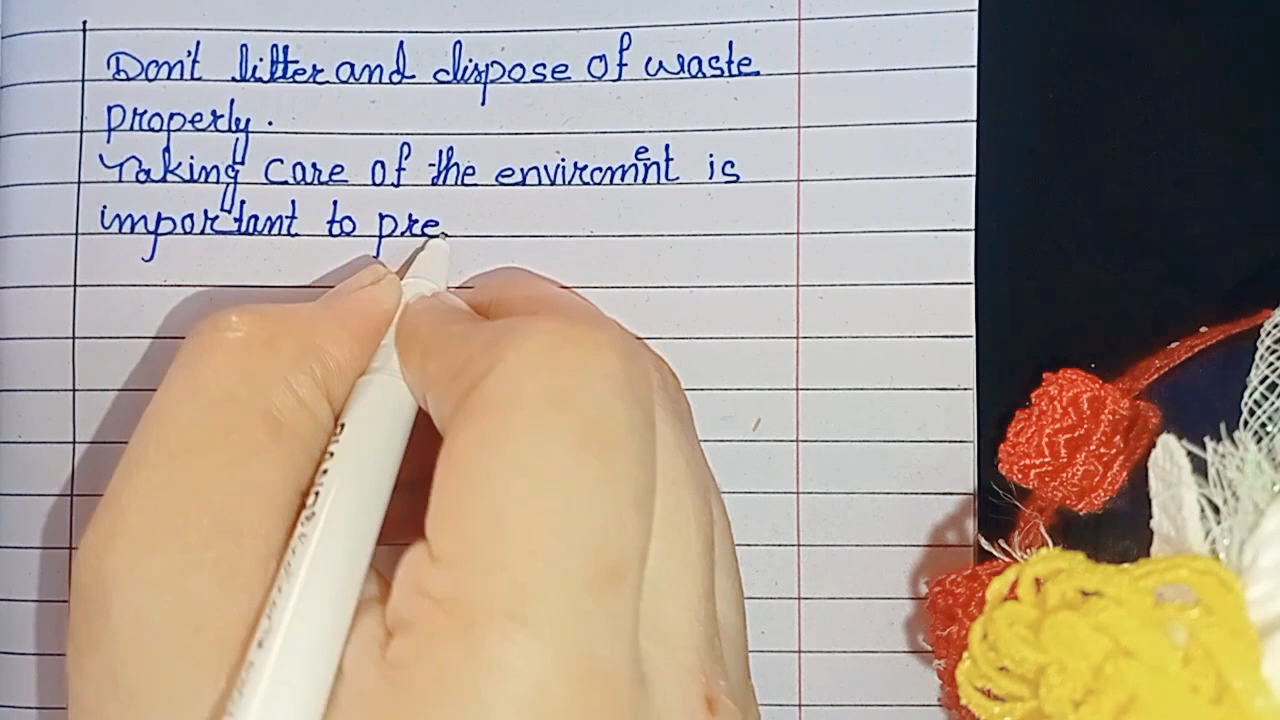 Don't litter and dispose of waste
properly.
Taking care of the enviroment is
important to pre